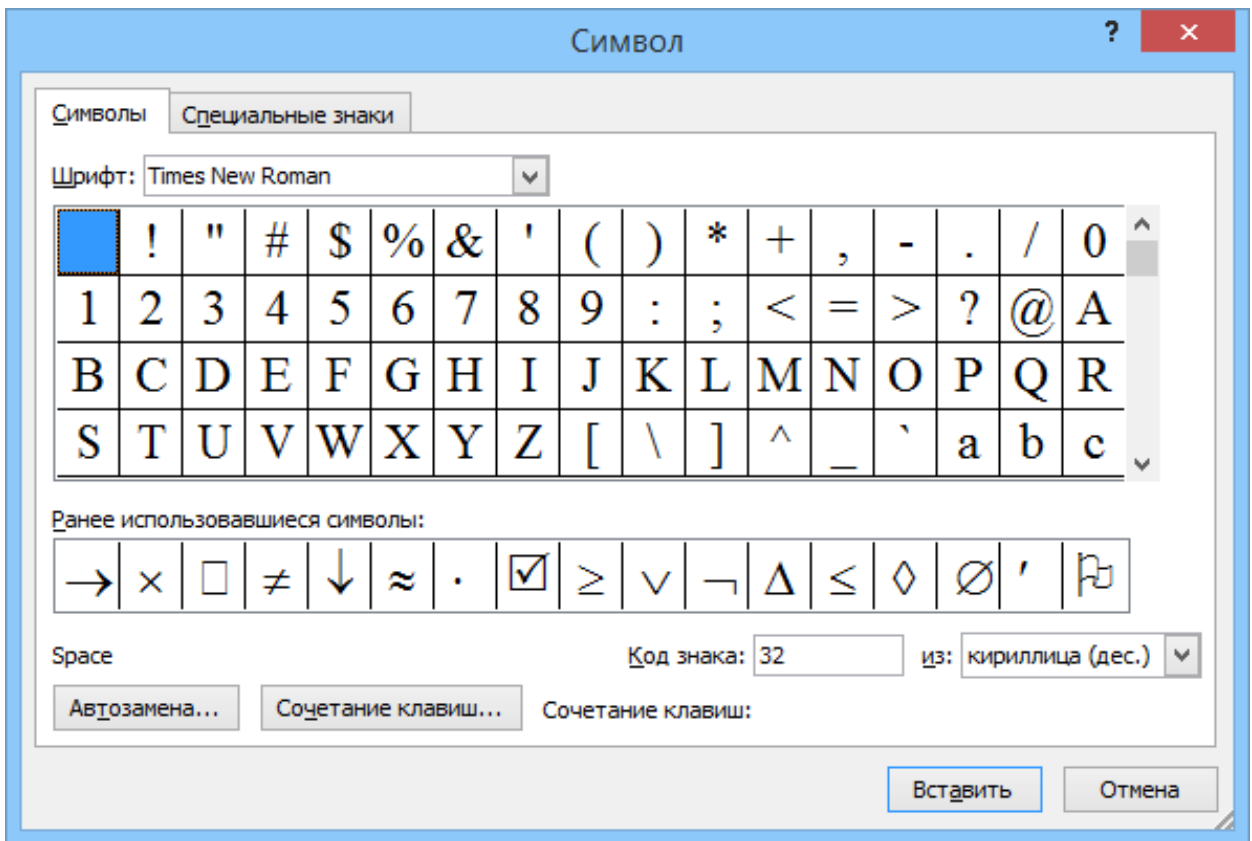 Символ ? ×
Символы Специальные знаки
Шрифт: Times New Roman
! " # $ % & ' ( ) * + , - . / 0
1 2 3 4 5 6 7 8 9 : ; < = > ? @ A
B C D E F G H I J K L M N O P Q R
S T U V W X Y Z [ \ ] ^ _ ` a b c
Ранее использовавшиеся символы:
→ × □ ≠ ↓ ≈ · ☑ ≥ ∨ ¬ Δ ≤ ◊ ∅ ′ 🏳
Space Код знака: 32 из: кириллица (дес.)
Автозамена... Сочетание клавиш... Сочетание клавиш:
Вставить Отмена